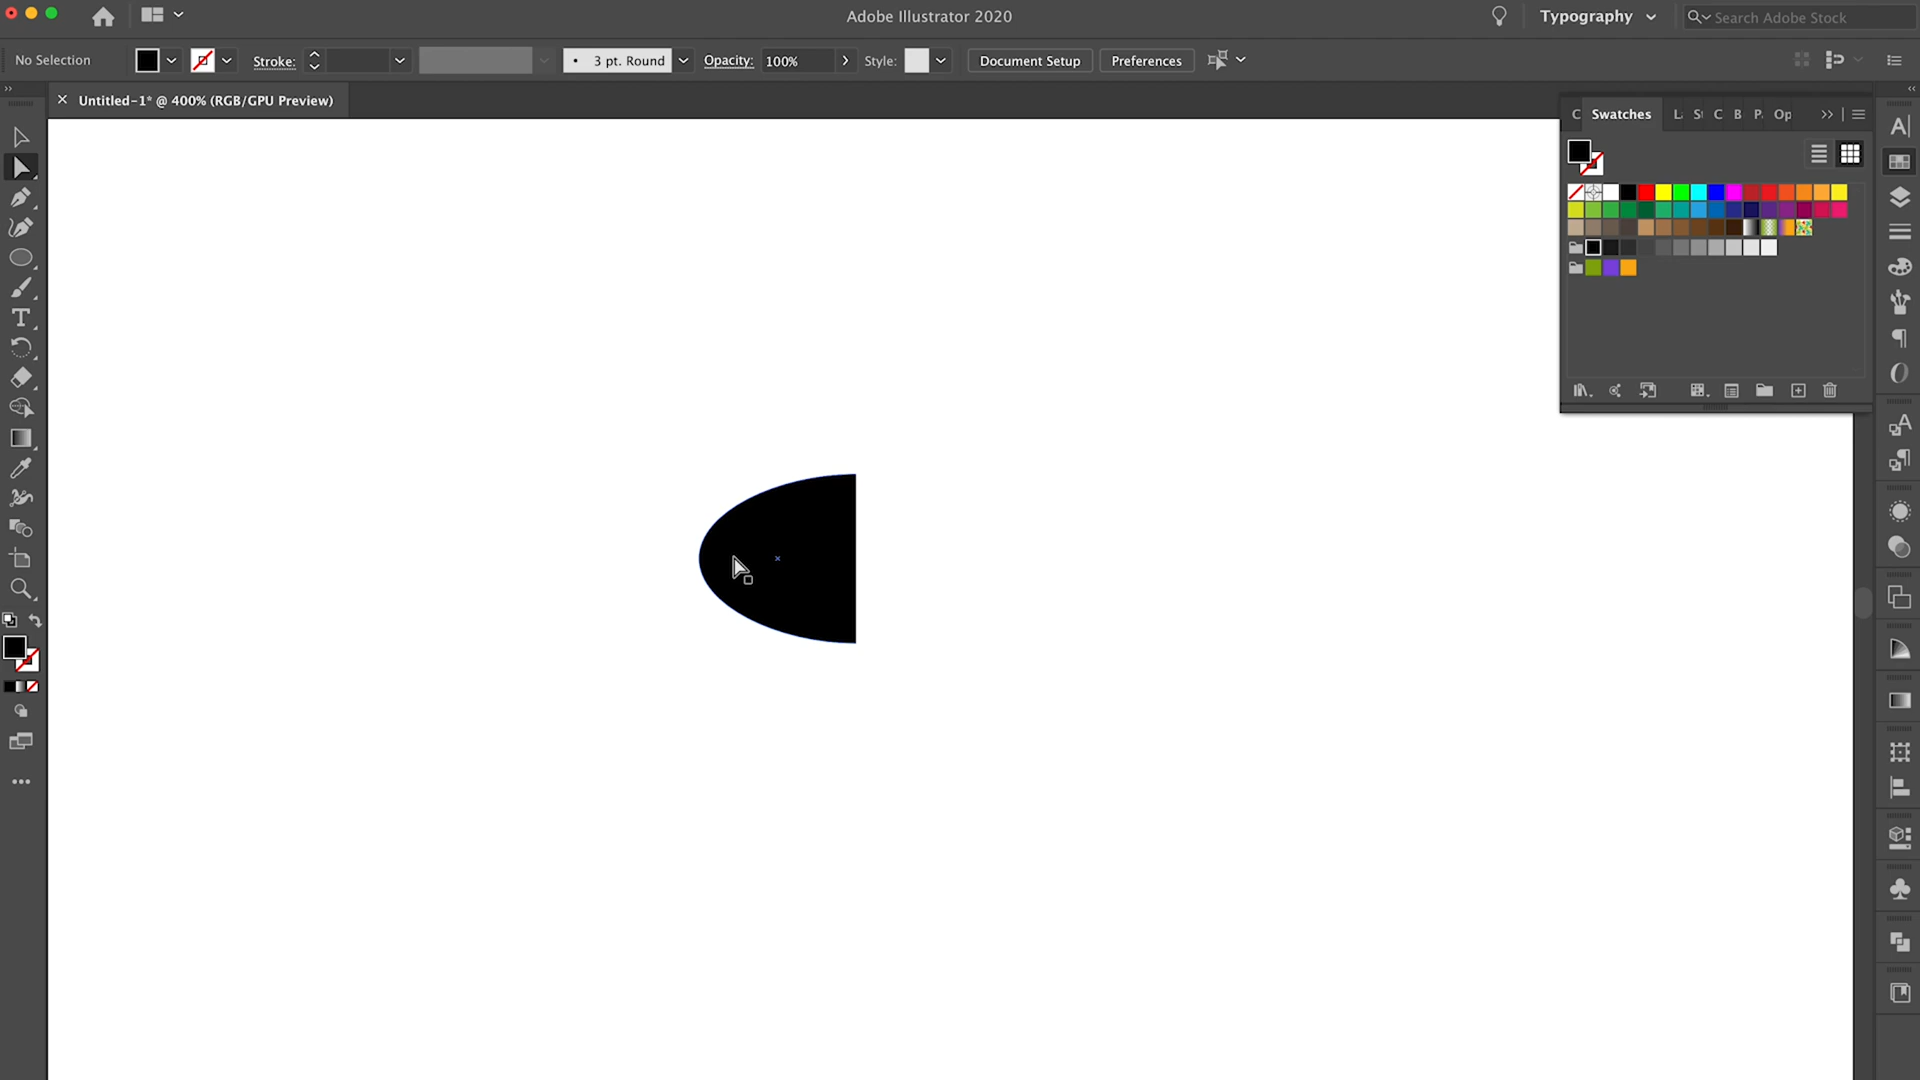 Adobe Illustrator 2020
Typography
Search Adobe Stock
No Selection
Stroke:
3 pt. Round
Opacity:
100%
Style:
Document Setup
Preferences
Untitled-1* @ 400% (RGB/GPU Preview)
C
Swatches
L
S
C
B
P
Op